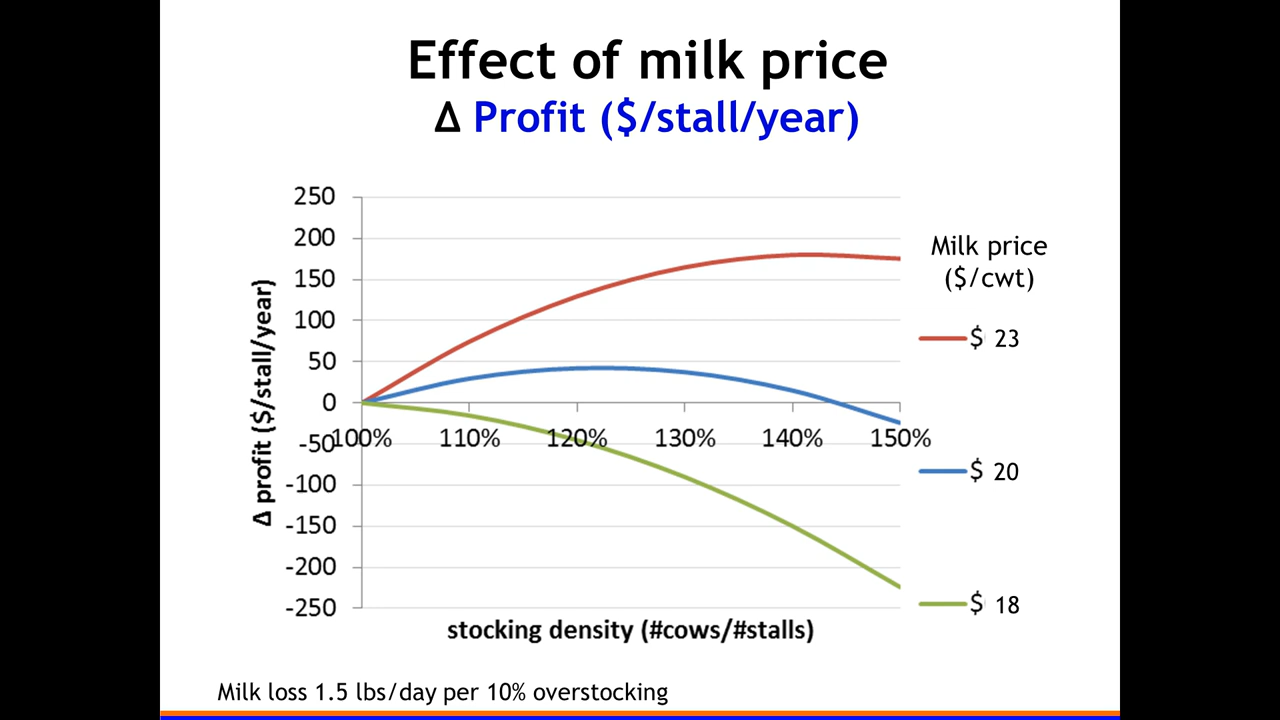 Effect of milk price
Δ Profit ($/stall/year)
250
200
150
100
50
0
-50
-100
-150
-200
-250
Δ profit ($/stall/year)
100% 110% 120% 130% 140% 150%
stocking density (#cows/#stalls)
Milk price
($/cwt)
$ 23
$ 20
$ 18
Milk loss 1.5 lbs/day per 10% overstocking